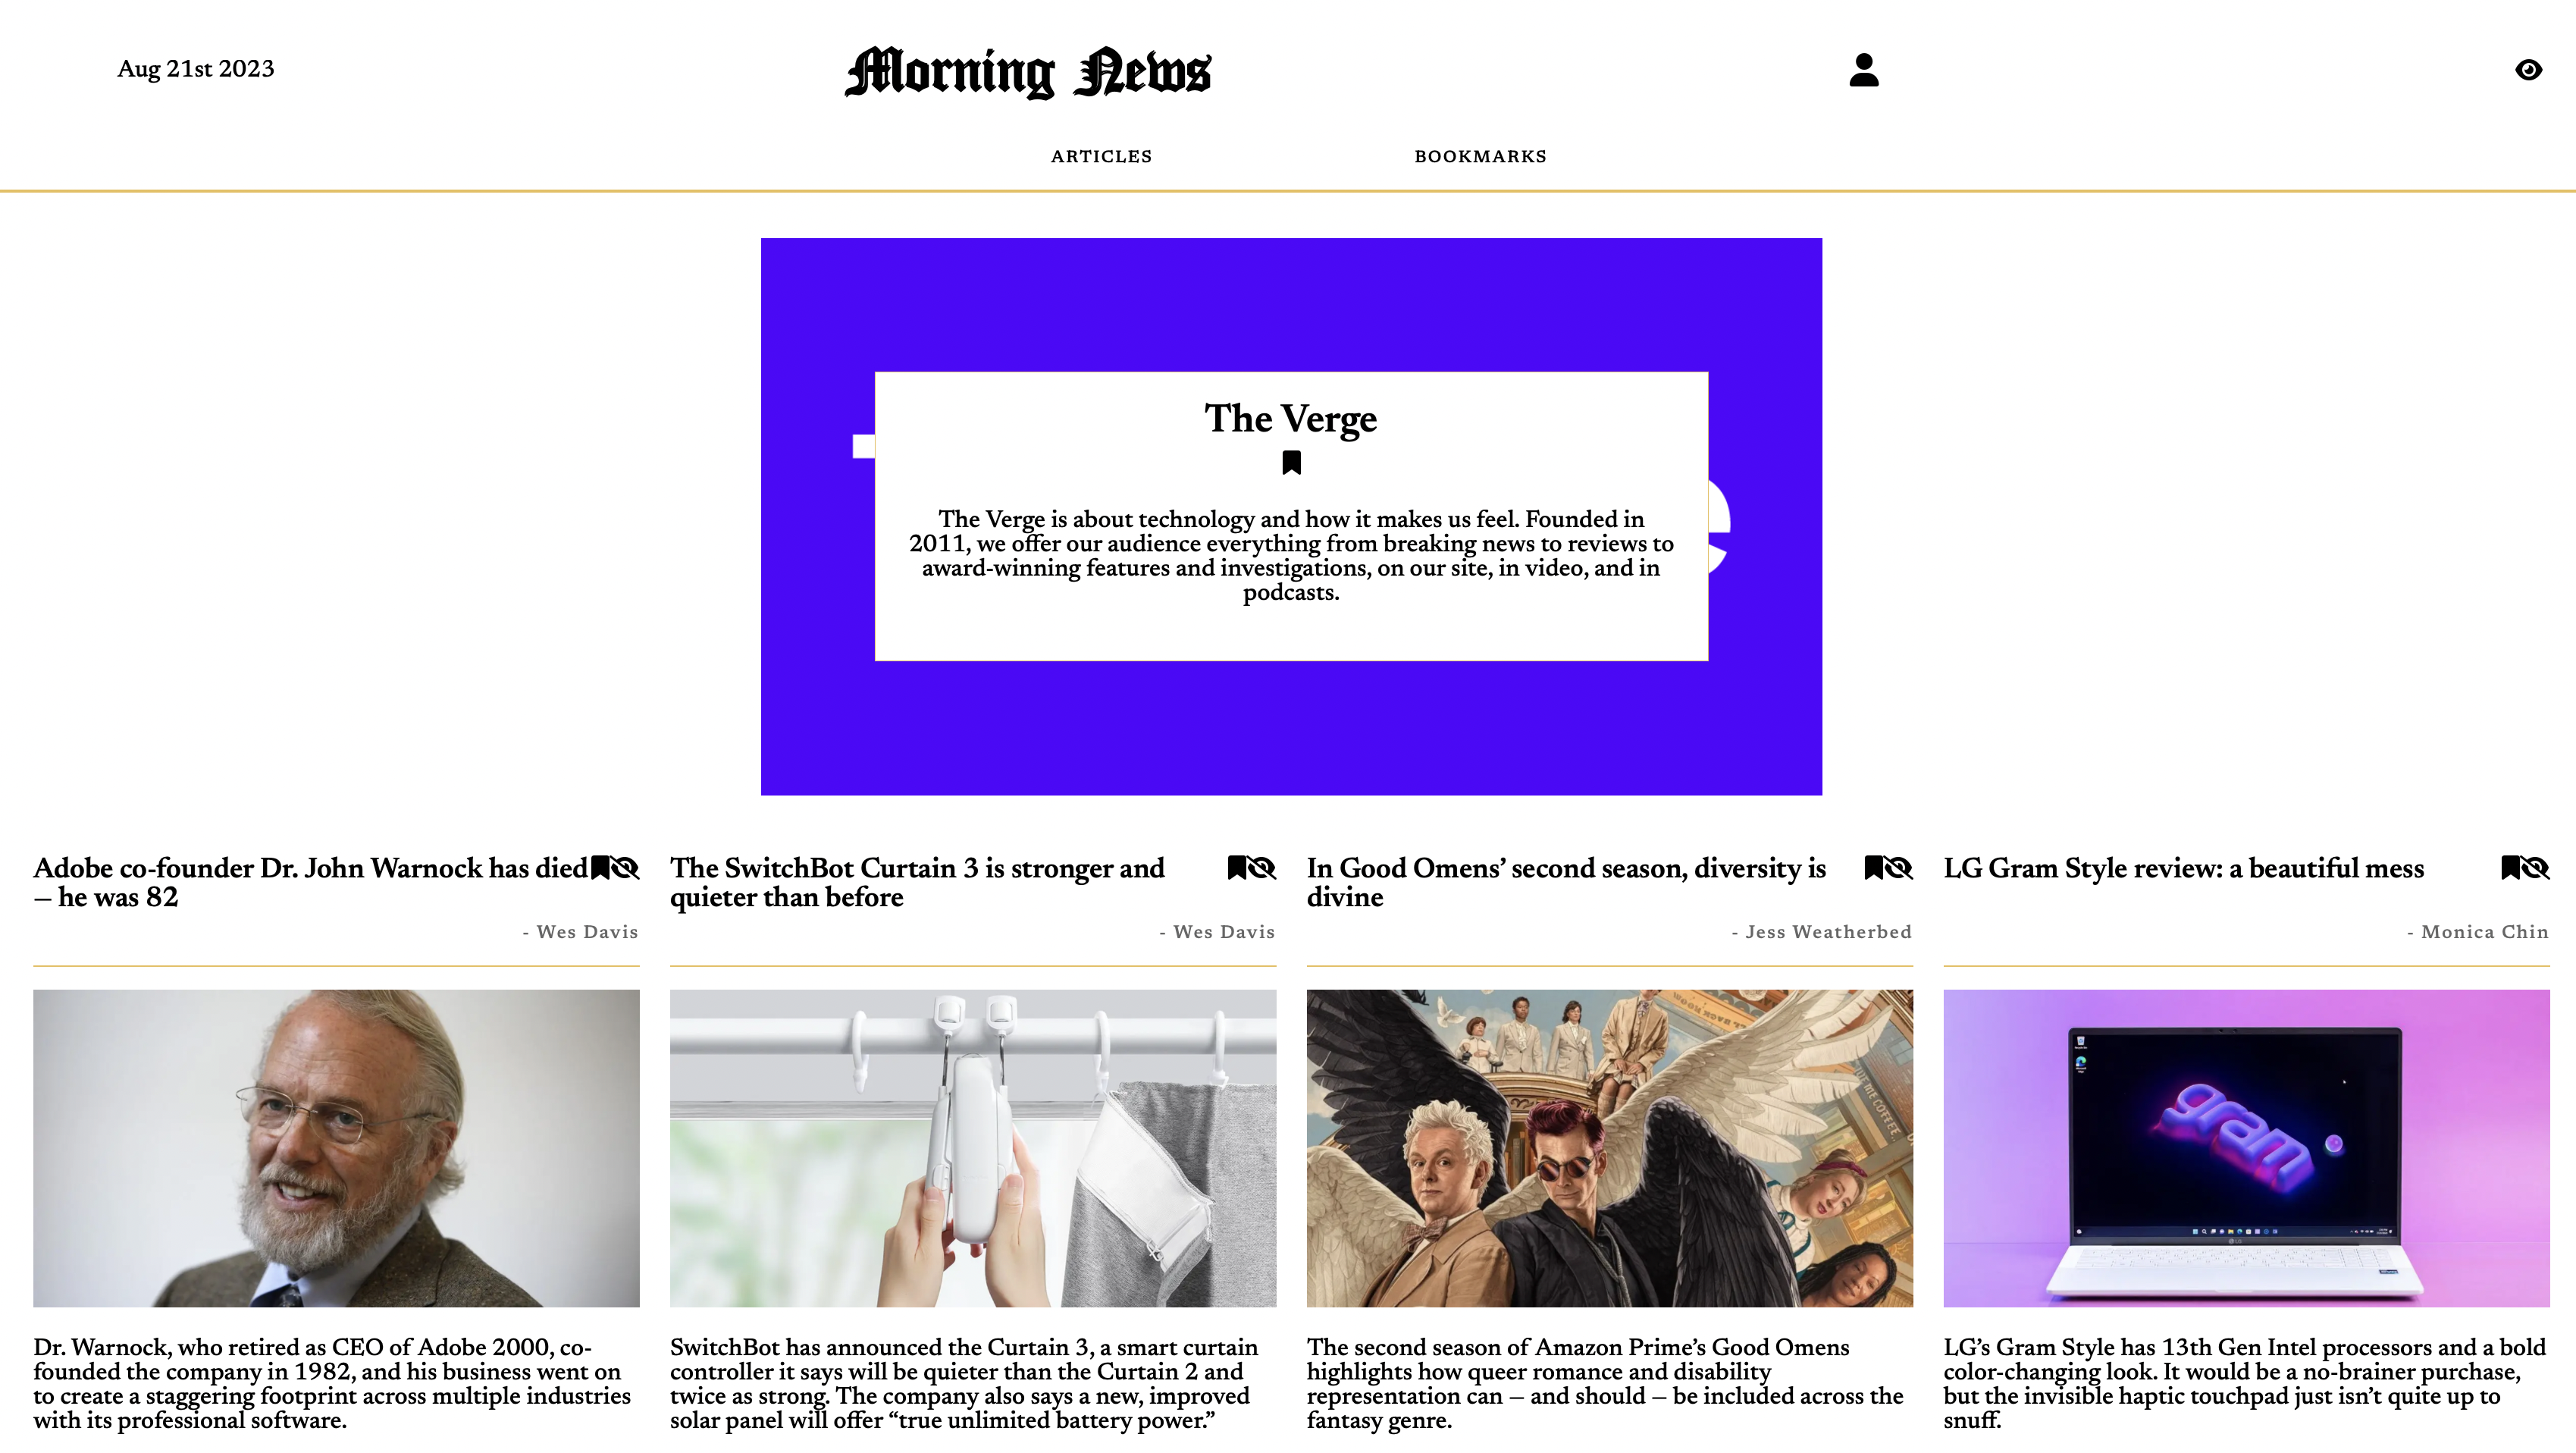 Aug 21st 2023
Morning News
ARTICLES
BOOKMARKS
The Verge
e
The Verge is about technology and how it makes us feel. Founded in
2011, we offer our audience everything from breaking news to reviews to
award-winning features and investigations, on our site, in video, and in
podcasts.
Adobe co-founder Dr. John Warnock has died
– he was 82
- Wes Davis
Dr. Warnock, who retired as CEO of Adobe 2000, co-
founded the company in 1982, and his business went on
to create a staggering footprint across multiple industries
with its professional software.
The SwitchBot Curtain 3 is stronger and
quieter than before
- Wes Davis
SwitchBot has announced the Curtain 3, a smart curtain
controller it says will be quieter than the Curtain 2 and
twice as strong. The company also says a new, improved
solar panel will offer “true unlimited battery power.”
In Good Omens’ second season, diversity is
divine
- Jess Weatherbed
GIVE ME COFFEE
The second season of Amazon Prime’s Good Omens
highlights how queer romance and disability
representation can – and should – be included across the
fantasy genre.
LG Gram Style review: a beautiful mess
- Monica Chin
gram
LG
LG’s Gram Style has 13th Gen Intel processors and a bold
color-changing look. It would be a no-brainer purchase,
but the invisible haptic touchpad just isn’t quite up to
snuff.